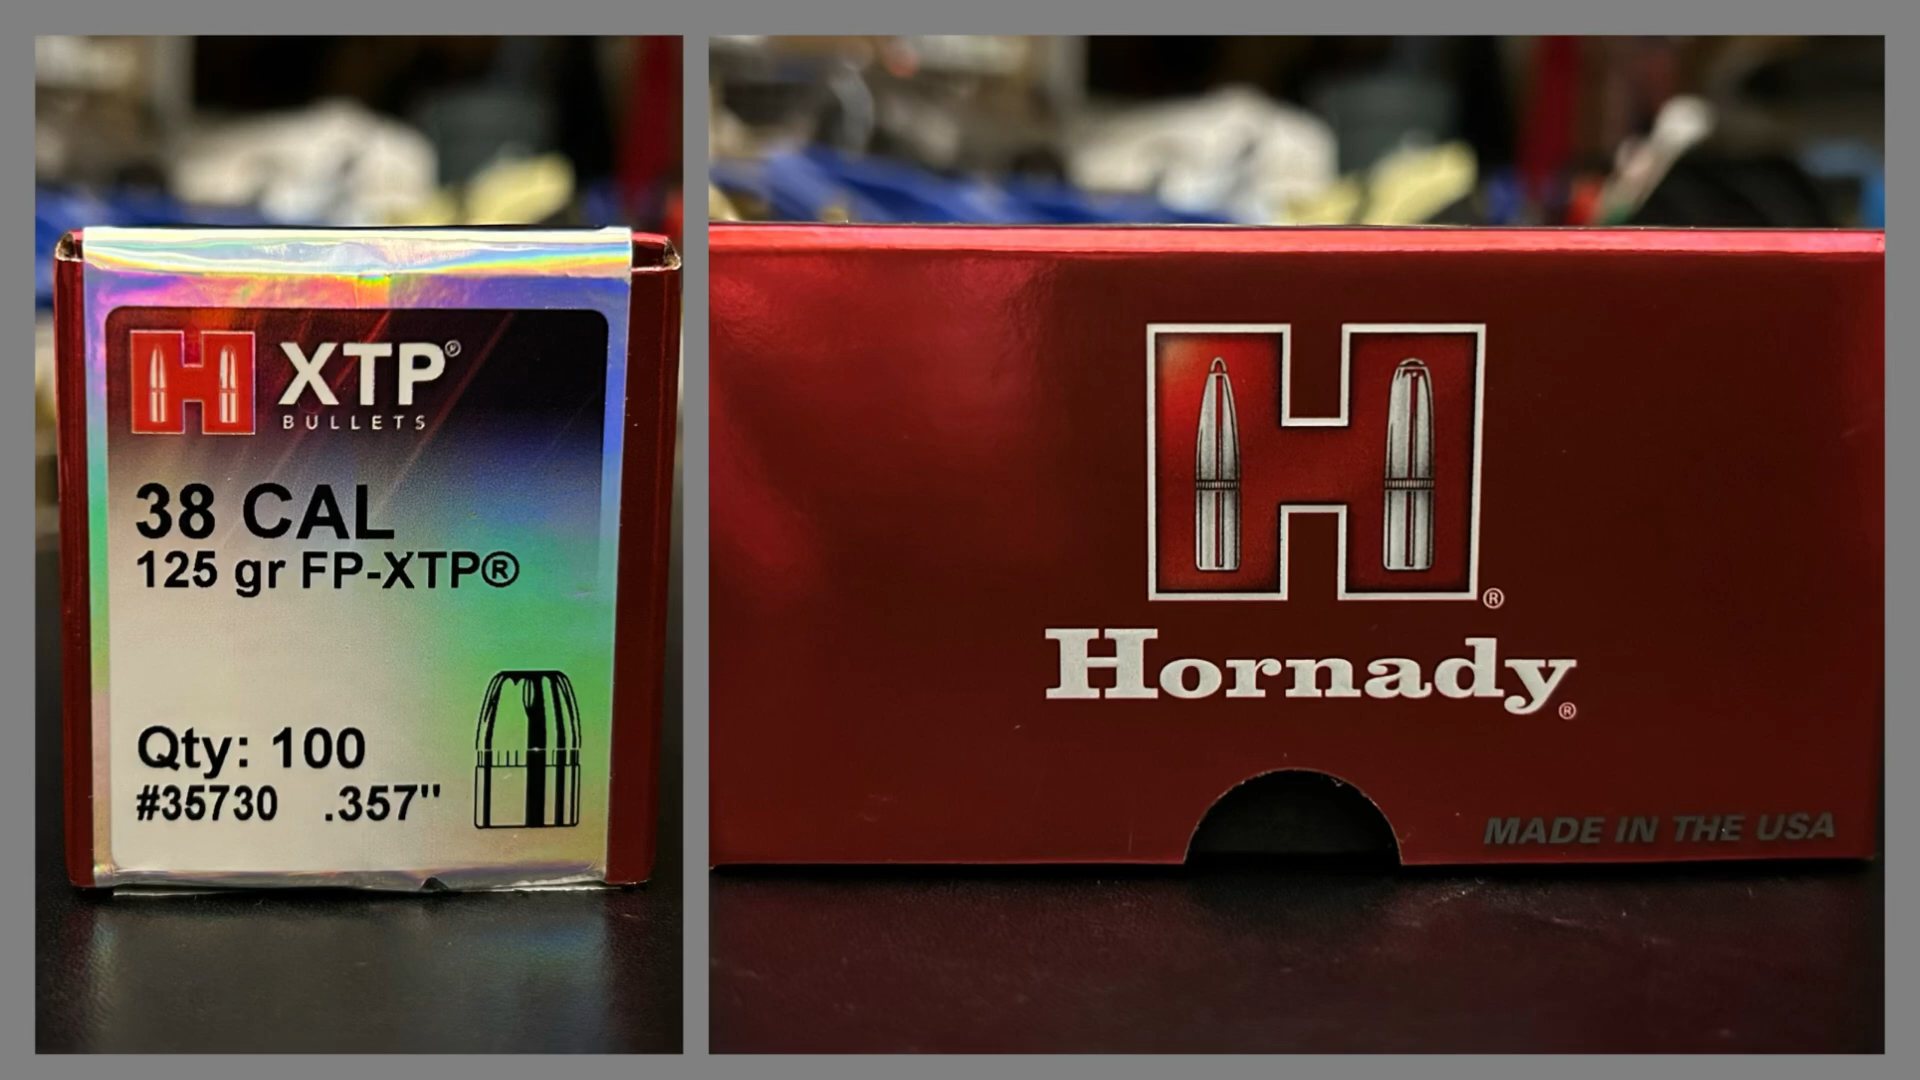 H XTP®
BULLETS
38 CAL
125 gr FP-XTP®
Qty: 100
#35730 .357"
H®
Hornady®
MADE IN THE USA